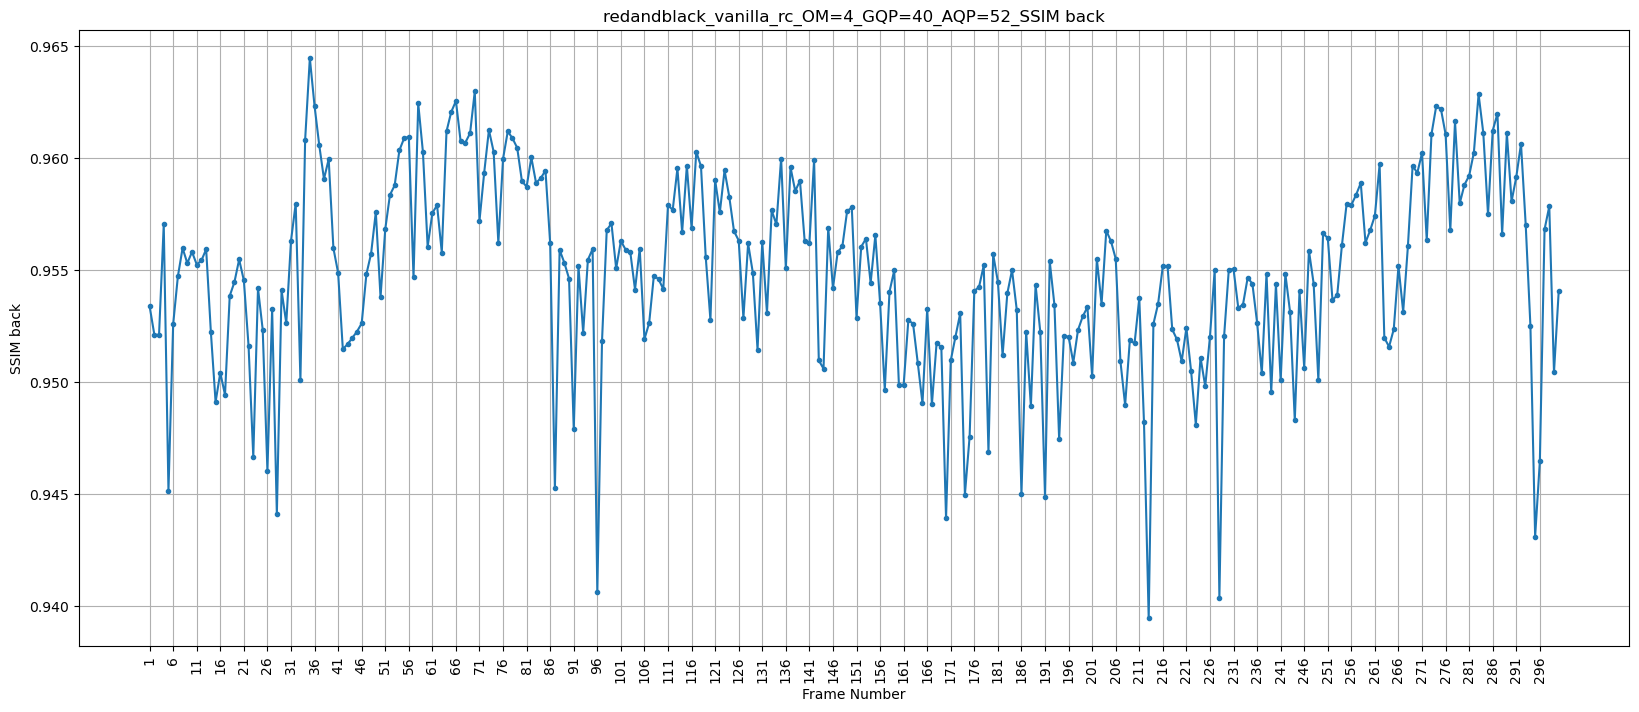 redandblack_vanilla_rc_OM=4_GQP=40_AQP=52_SSIM back
SSIM back
0.965
0.960
0.955
0.950
0.945
0.940
1 6 11 16 21 26 31 36 41 46 51 56 61 66 71 76 81 86 91 96 101 106 111 116 121 126 131 136 141 146 151 156 161 166 171 176 181 186 191 196 201 206 211 216 221 226 231 236 241 246 251 256 261 266 271 276 281 286 291 296
Frame Number